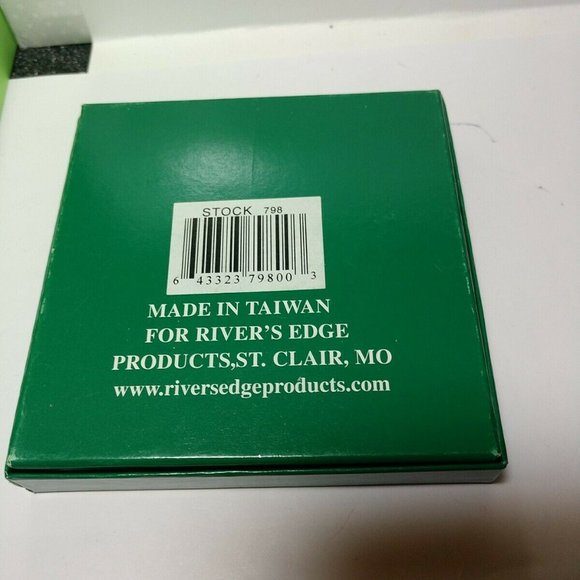 STOCK 798
6 43323 79800 3
MADE IN TAIWAN
FOR RIVER'S EDGE
PRODUCTS,ST. CLAIR, MO
www.riversedgeproducts.com